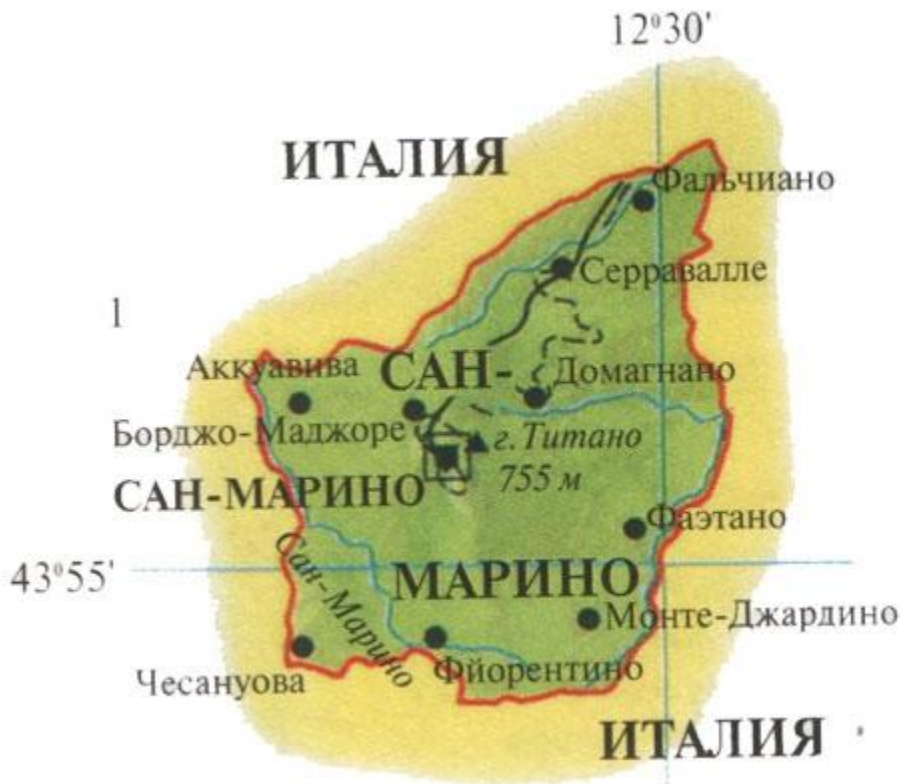 12°30'
ИТАЛИЯ
Фальчиано
Серравалле
1
Аккуавива
САН-
Домагнано
Борджо-Маджоре
г. Титано
755 м
САН-МАРИНО
Фаэтано
Сан-Марино
43°55'
МАРИНО
Монте-Джардино
Фйорентино
Чесануова
ИТАЛИЯ